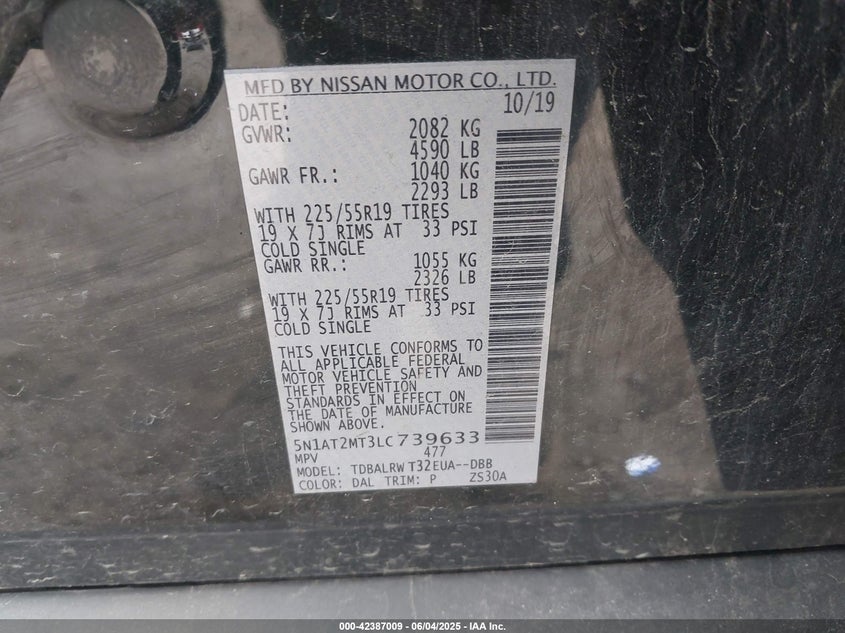 MFD BY NISSAN MOTOR CO., LTD.
DATE: 10/19
GVWR: 2082 KG
4590 LB
GAWR FR.: 1040 KG
2293 LB
WITH 225/55R19 TIRES
19 X 7J RIMS AT 33 PSI
COLD SINGLE
GAWR RR.: 1055 KG
2326 LB
WITH 225/55R19 TIRES
19 X 7J RIMS AT 33 PSI
COLD SINGLE
THIS VEHICLE CONFORMS TO
ALL APPLICABLE FEDERAL
MOTOR VEHICLE SAFETY AND
THEFT PREVENTION
STANDARDS IN EFFECT ON
THE DATE OF MANUFACTURE
SHOWN ABOVE.
5N1AT2MT3LC739633
MPV 477
MODEL: TDBALRW T32EUA--DBB
COLOR: DAL TRIM: P ZS30A
000-42387009 - 06/04/2025 - IAA Inc.